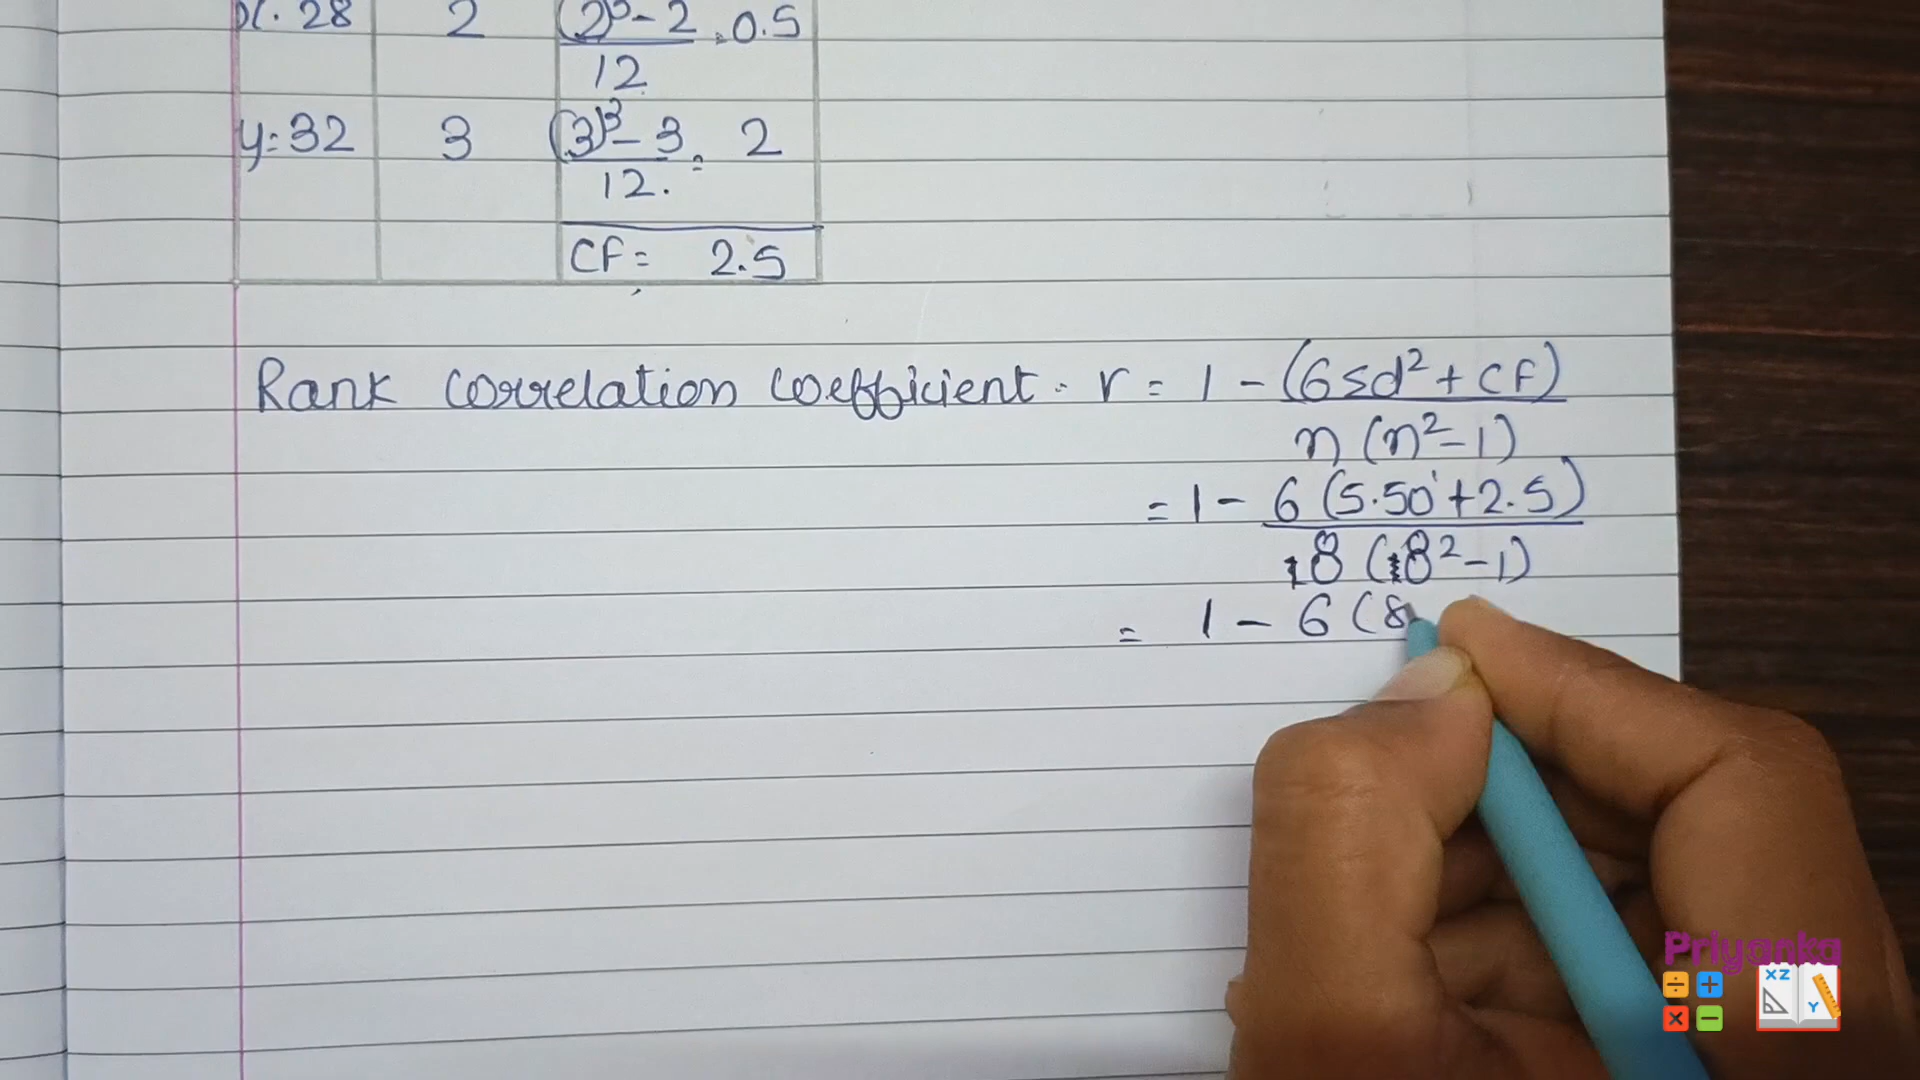 x. 28 2 (2)³ - 2 = 0.5
12
y = 32 3 (3)³ - 3 = 2
12.
CF = 2.5
Rank correlation coefficient. r = 1 - (6Σd² + CF)
n (n² - 1)
= 1 - 6 (5.50 + 2.5)
8 (8² - 1)
= 1 - 6 (8
Priyanka
÷ + XZ
× − Y